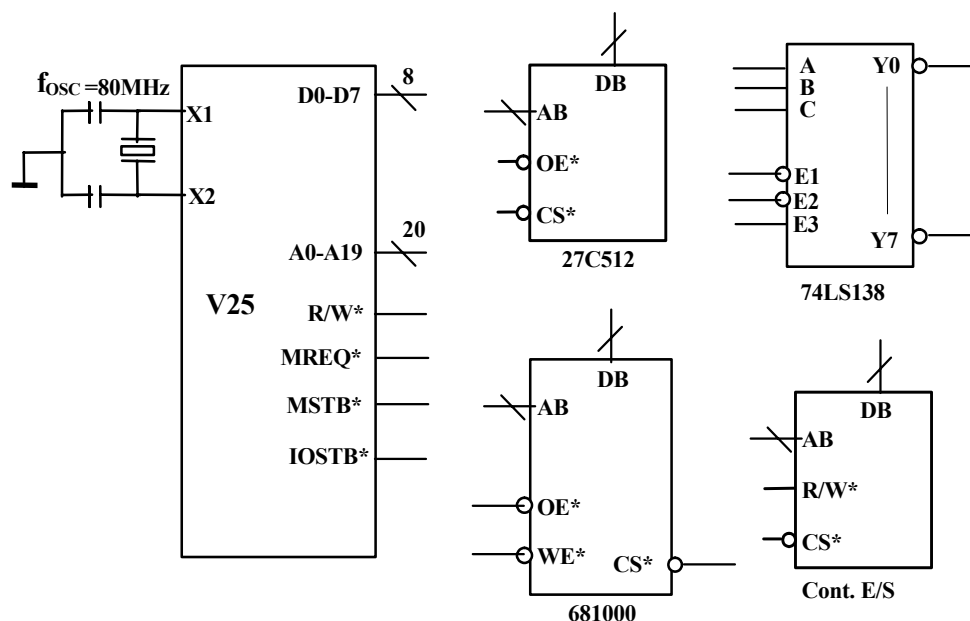 f_OSC =80MHz
X1
X2
V25
D0-D7
8
A0-A19
20
R/W*
MREQ*
MSTB*
IOSTB*
DB
AB
OE*
CS*
27C512
A
B
C
E1
E2
E3
Y0
Y7
74LS138
DB
AB
OE*
WE*
CS*
681000
DB
AB
R/W*
CS*
Cont. E/S